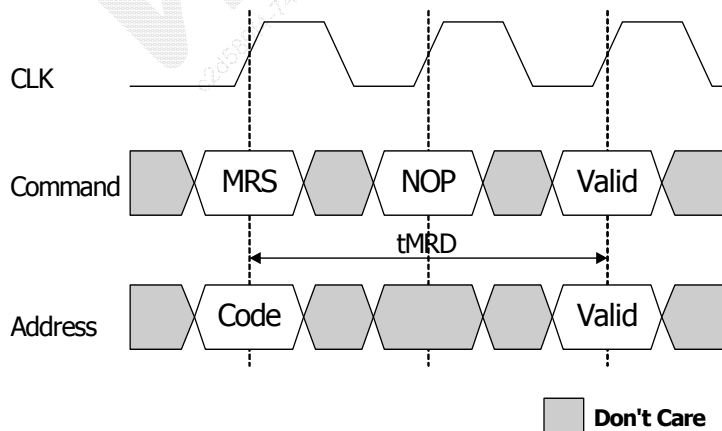 CLK
Command MRS NOP Valid
tMRD
Address Code Valid
Don't Care